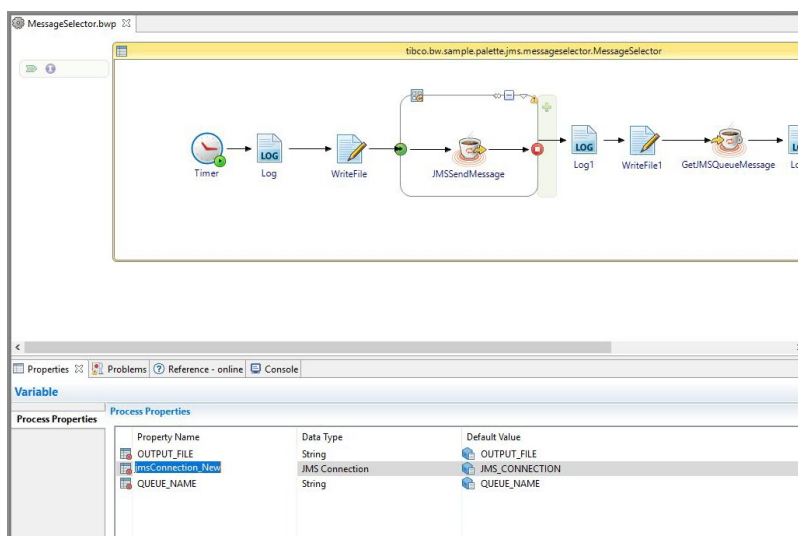 MessageSelector.bwp
tibco.bw.sample.palette.jms.messageselector.MessageSelector
LOG
LOG
Timer
Log
WriteFile
JMSSendMessage
Log1
WriteFile1
GetJMSQueueMessage
Properties Problems Reference - online Console
Variable
Process Properties
Process Properties
Property Name Data Type Default Value
OUTPUT_FILE String OUTPUT_FILE
jmsConnection_New JMS Connection JMS_CONNECTION
QUEUE_NAME String QUEUE_NAME